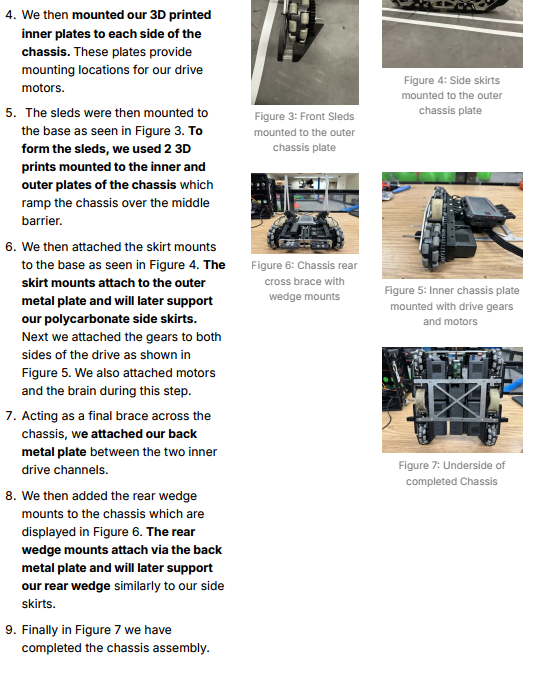 4. We then mounted our 3D printed
inner plates to each side of the
chassis. These plates provide
mounting locations for our drive
motors.
5. The sleds were then mounted to
the base as seen in Figure 3. To
form the sleds, we used 2 3D
prints mounted to the inner and
outer plates of the chassis which
ramp the chassis over the middle
barrier.
6. We then attached the skirt mounts
to the base as seen in Figure 4. The
skirt mounts attach to the outer
metal plate and will later support
our polycarbonate side skirts.
Next we attached the gears to both
sides of the drive as shown in
Figure 5. We also attached motors
and the brain during this step.
7. Acting as a final brace across the
chassis, we attached our back
metal plate between the two inner
drive channels.
8. We then added the rear wedge
mounts to the chassis which are
displayed in Figure 6. The rear
wedge mounts attach via the back
metal plate and will later support
our rear wedge similarly to our side
skirts.
9. Finally in Figure 7 we have
completed the chassis assembly.
Figure 3: Front Sleds
mounted to the outer
chassis plate
Figure 4: Side skirts
mounted to the outer
chassis plate
Figure 6: Chassis rear
cross brace with
wedge mounts
Figure 5: Inner chassis plate
mounted with drive gears
and motors
Figure 7: Underside of
completed Chassis